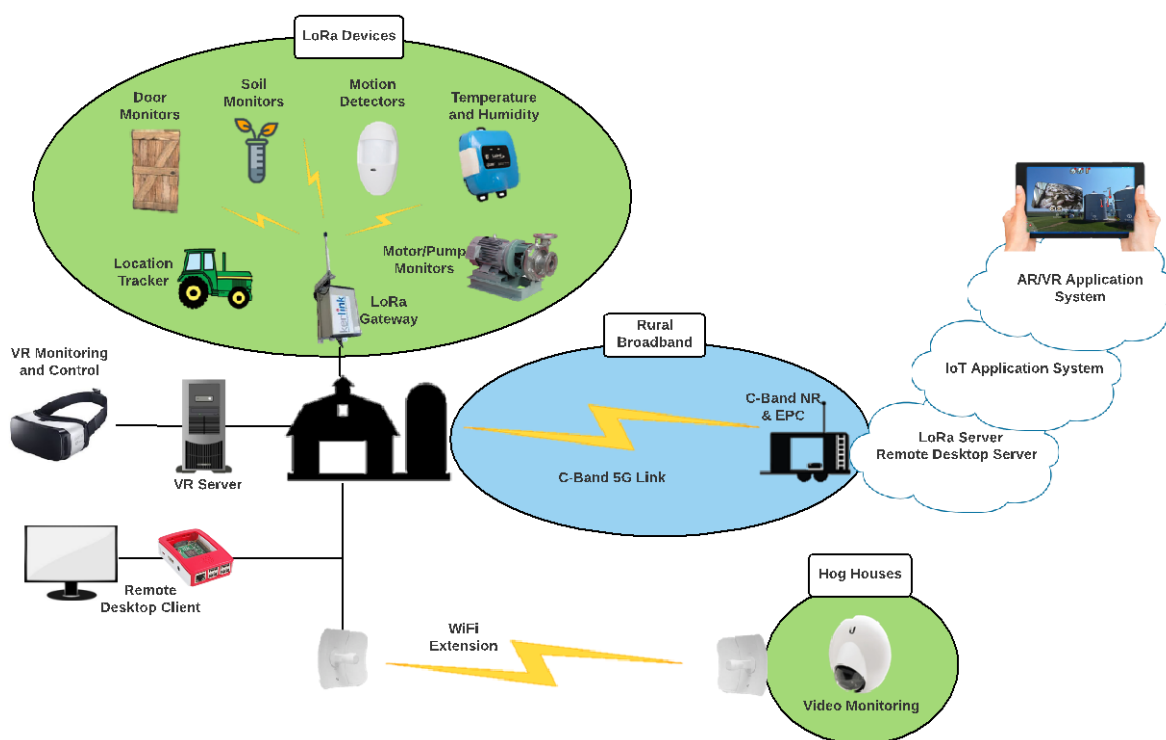 LoRa Devices
Door
Monitors
Soil
Monitors
Motion
Detectors
Temperature
and Humidity
Location
Tracker
Motor/Pump
Monitors
kerlink
LoRa
Gateway
AR/VR Application
System
Rural
Broadband
IoT Application System
VR Monitoring
and Control
C-Band NR
& EPC
LoRa Server
Remote Desktop Server
VR Server
C-Band 5G Link
Remote
Desktop Client
Hog Houses
WiFi
Extension
Video Monitoring